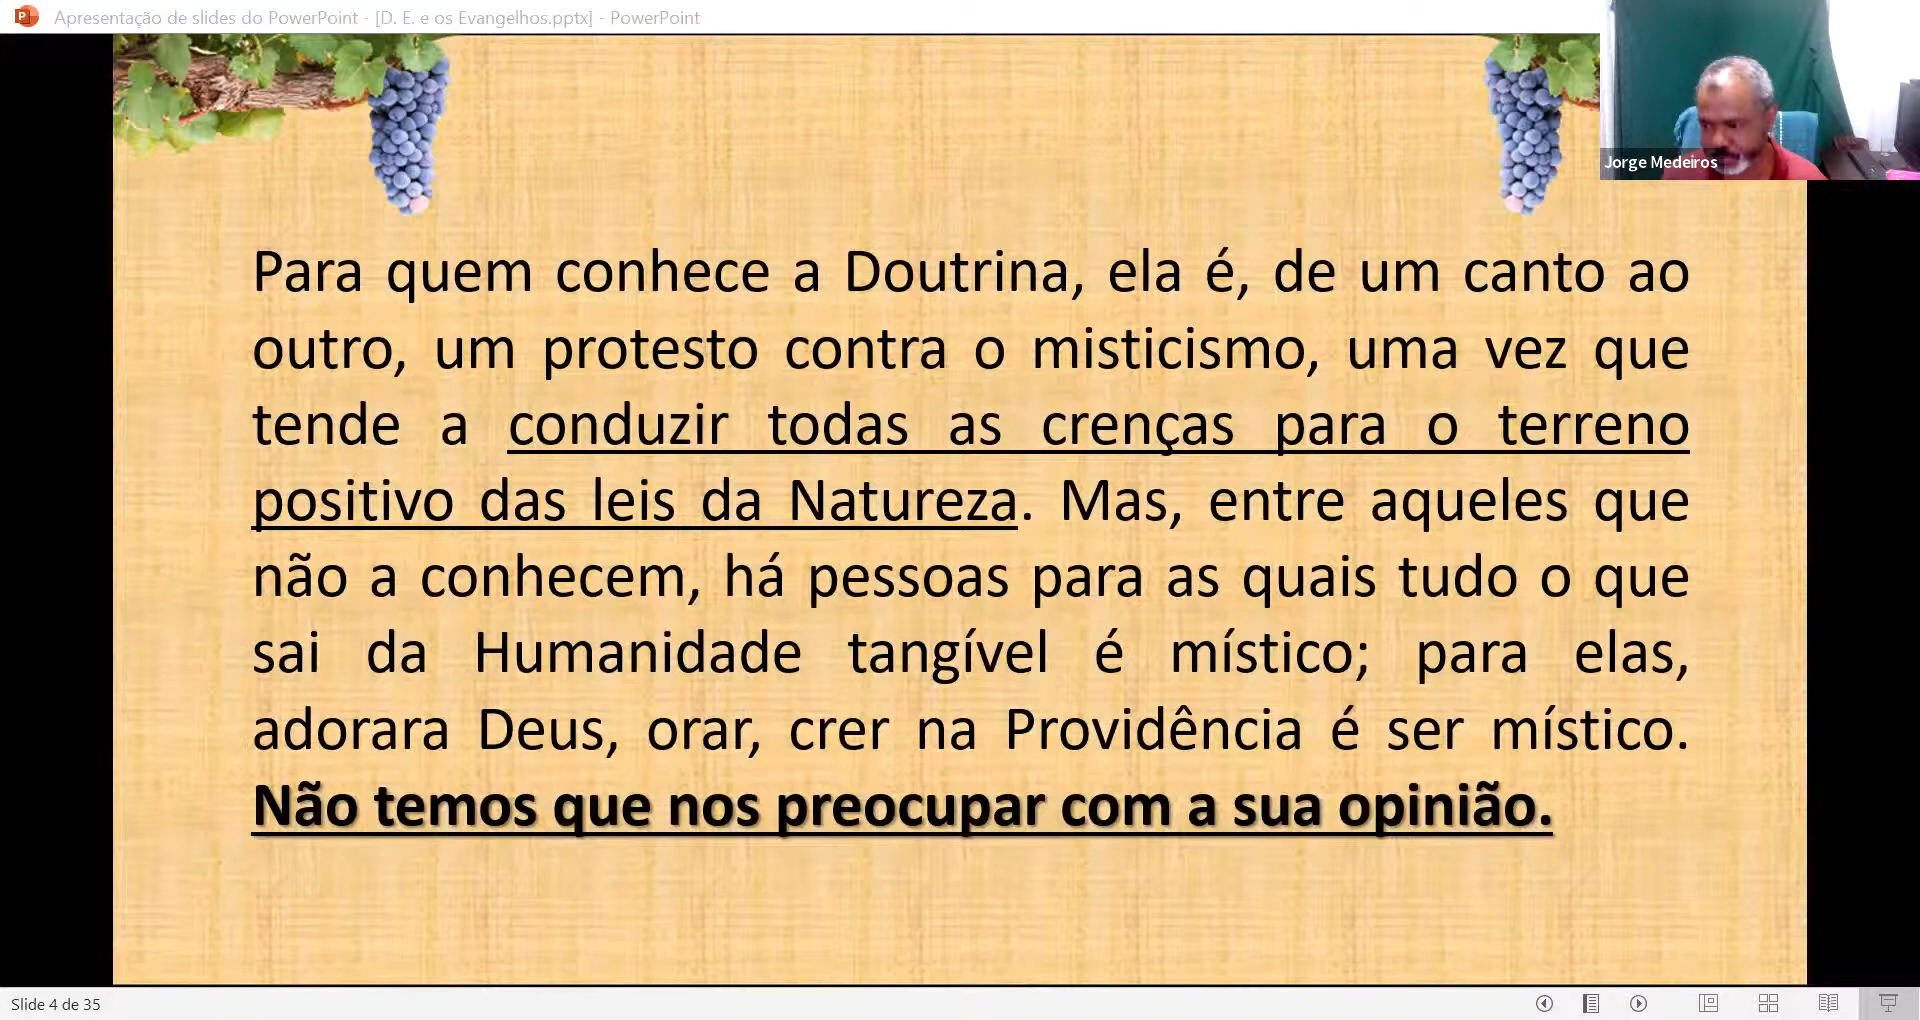 Apresentação de slides do PowerPoint - [D. E. e os Evangelhos.pptx] - PowerPoint
Jorge Medeiros
Para quem conhece a Doutrina, ela é, de um canto ao
outro, um protesto contra o misticismo, uma vez que
tende a conduzir todas as crenças para o terreno
positivo das leis da Natureza. Mas, entre aqueles que
não a conhecem, há pessoas para as quais tudo o que
sai da Humanidade tangível é místico; para elas,
adorara Deus, orar, crer na Providência é ser místico.
Não temos que nos preocupar com a sua opinião.
Slide 4 de 35